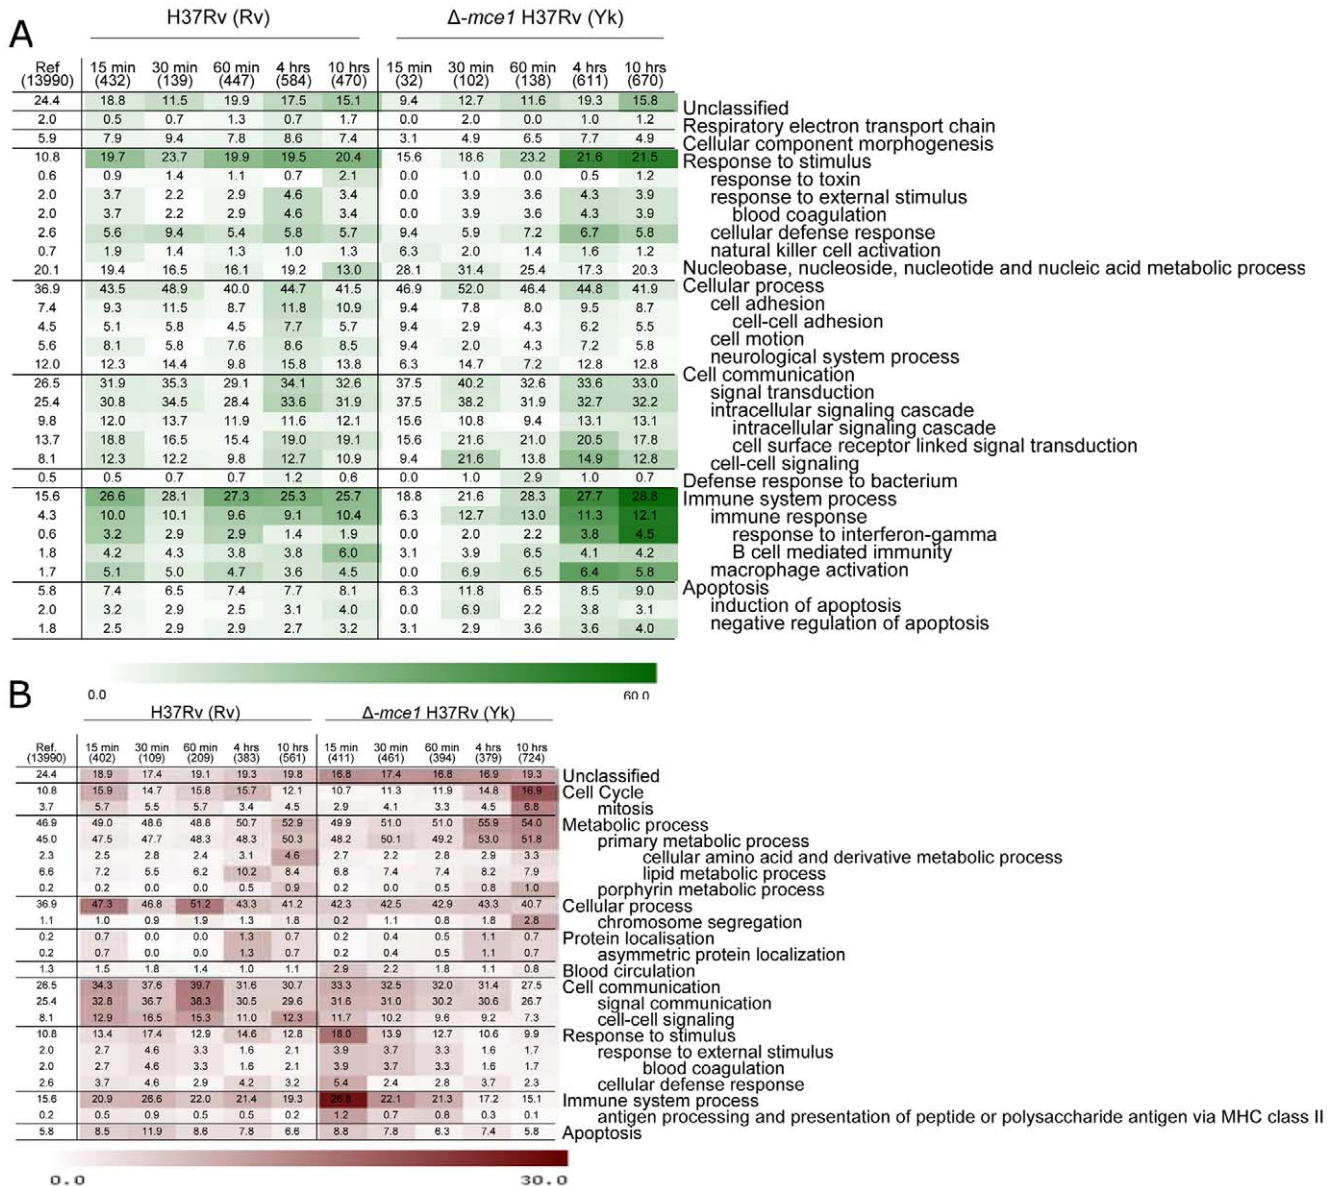 A
H37Rv (Rv) Δ-mce1 H37Rv (Yk)
Ref 15 min 30 min 60 min 4 hrs 10 hrs 15 min 30 min 60 min 4 hrs 10 hrs
(13990) (432) (139) (447) (584) (470) (32) (102) (138) (611) (670)
24.4 18.8 11.5 19.9 17.5 15.1 9.4 12.7 11.6 19.3 15.8 Unclassified
2.0 0.5 0.7 1.3 0.7 1.7 0.0 2.0 0.0 1.0 1.2 Respiratory electron transport chain
5.9 7.9 9.4 7.8 8.6 7.4 3.1 4.9 6.5 7.7 4.9 Cellular component morphogenesis
10.8 19.7 23.7 19.9 19.5 20.4 15.6 18.6 23.2 21.6 21.5 Response to stimulus
0.6 0.9 1.4 1.1 0.7 2.1 0.0 1.0 0.0 0.5 1.2 response to toxin
2.0 3.7 2.2 2.9 4.6 3.4 0.0 3.9 3.6 4.3 3.9 response to external stimulus
2.0 3.7 2.2 2.9 4.6 3.4 0.0 3.9 3.6 4.3 3.9 blood coagulation
2.6 5.6 9.4 5.4 5.8 5.7 9.4 5.9 7.2 6.7 5.8 cellular defense response
0.7 1.9 1.4 1.3 1.0 1.3 6.3 2.0 1.4 1.6 1.2 natural killer cell activation
20.1 19.4 16.5 16.1 19.2 13.0 28.1 31.4 25.4 17.3 20.3 Nucleobase, nucleoside, nucleotide and nucleic acid metabolic process
36.9 43.5 48.9 40.0 44.7 41.5 46.9 52.0 46.4 44.8 41.9 Cellular process
7.4 9.3 11.5 8.7 11.8 10.9 9.4 7.8 8.0 9.5 8.7 cell adhesion
4.5 5.1 5.8 4.5 7.7 5.7 9.4 2.9 4.3 6.2 5.5 cell-cell adhesion
5.6 8.1 5.8 7.6 8.6 8.5 9.4 2.0 4.3 7.2 5.8 cell motion
12.0 12.3 14.4 9.8 15.8 13.8 6.3 14.7 7.2 12.8 12.8 neurological system process
26.5 31.9 35.3 29.1 34.1 32.6 37.5 40.2 32.6 33.6 33.0 Cell communication
25.4 30.8 34.5 28.4 33.6 31.9 37.5 38.2 31.9 32.7 32.2 signal transduction
intracellular signaling cascade
9.8 12.0 13.7 11.9 11.6 12.1 15.6 10.8 9.4 13.1 13.1 intracellular signaling cascade
13.7 18.8 16.5 15.4 19.0 19.1 15.6 21.6 21.0 20.5 17.8 cell surface receptor linked signal transduction
8.1 12.3 12.2 9.8 12.7 10.9 9.4 21.6 13.8 14.9 12.8 cell-cell signaling
0.5 0.5 0.7 0.7 1.2 0.6 0.0 1.0 2.9 1.0 0.7 Defense response to bacterium
15.6 26.6 28.1 27.3 25.3 25.7 18.8 21.6 28.3 27.7 28.8 Immune system process
4.3 10.0 10.1 9.6 9.1 10.4 6.3 12.7 13.0 11.3 12.1 immune response
0.6 3.2 2.9 2.9 1.4 1.9 0.0 2.0 2.2 3.8 4.5 response to interferon-gamma
1.8 4.2 4.3 3.8 3.8 6.0 3.1 3.9 6.5 4.1 4.2 B cell mediated immunity
1.7 5.1 5.0 4.7 3.6 4.5 0.0 6.9 6.5 6.4 5.8 macrophage activation
5.8 7.4 6.5 7.4 7.7 8.1 6.3 11.8 6.5 8.5 9.0 Apoptosis
2.0 3.2 2.9 2.5 3.1 4.0 0.0 6.9 2.2 3.8 3.1 induction of apoptosis
1.8 2.5 2.9 2.9 2.7 3.2 3.1 2.9 3.6 3.6 4.0 negative regulation of apoptosis
0.0 60.0
B
H37Rv (Rv) Δ-mce1 H37Rv (Yk)
Ref. 15 min 30 min 60 min 4 hrs 10 hrs 15 min 30 min 60 min 4 hrs 10 hrs
(13990) (402) (109) (209) (383) (561) (411) (461) (394) (379) (724)
24.4 18.9 17.4 19.1 19.3 19.8 16.8 17.4 16.8 16.9 19.3 Unclassified
10.8 15.9 14.7 15.8 15.7 12.1 10.7 11.3 11.9 14.8 16.9 Cell Cycle
3.7 5.7 5.5 5.7 3.4 4.5 2.9 4.1 3.3 4.5 6.8 mitosis
46.9 49.0 48.6 48.8 50.7 52.9 49.9 51.0 51.0 55.9 54.0 Metabolic process
45.0 47.5 47.7 48.3 48.3 50.3 48.2 50.1 49.2 53.0 51.8 primary metabolic process
2.3 2.5 2.8 2.4 3.1 4.6 2.7 2.2 2.8 2.9 3.3 cellular amino acid and derivative metabolic process
6.6 7.2 5.5 6.2 10.2 8.4 6.8 7.4 7.4 8.2 7.9 lipid metabolic process
0.2 0.2 0.0 0.0 0.5 0.9 0.2 0.0 0.5 0.8 1.0 porphyrin metabolic process
36.9 47.3 46.8 51.2 43.3 41.2 42.3 42.5 42.9 43.3 40.7 Cellular process
1.1 1.0 0.9 1.9 1.3 1.8 0.2 1.1 0.8 1.8 2.8 chromosome segregation
0.2 0.7 0.0 0.0 1.3 0.7 0.2 0.4 0.5 1.1 0.7 Protein localisation
0.2 0.7 0.0 0.0 1.3 0.7 0.2 0.4 0.5 1.1 0.7 asymmetric protein localization
1.3 1.5 1.8 1.4 1.0 1.1 2.9 2.2 1.8 1.1 0.8 Blood circulation
26.5 34.3 37.6 39.7 31.6 30.7 33.3 32.5 32.0 31.4 27.5 Cell communication
25.4 32.8 36.7 38.3 30.5 29.6 31.6 31.0 30.2 30.6 26.7 signal communication
8.1 12.9 16.5 15.3 11.0 12.3 11.7 10.2 9.6 9.2 7.3 cell-cell signaling
10.8 13.4 17.4 12.9 14.6 12.8 18.0 13.9 12.7 10.6 9.9 Response to stimulus
2.0 2.7 4.6 3.3 1.6 2.1 3.9 3.7 3.3 1.6 1.7 response to external stimulus
2.0 2.7 4.6 3.3 1.6 2.1 3.9 3.7 3.3 1.6 1.7 blood coagulation
2.6 3.7 4.6 2.9 4.2 3.2 5.4 2.4 2.8 3.7 2.3 cellular defense response
15.6 20.9 26.6 22.0 21.4 19.3 26.8 22.1 21.3 17.2 15.1 Immune system process
0.2 0.5 0.9 0.5 0.5 0.2 1.2 0.7 0.8 0.3 0.1 antigen processing and presentation of peptide or polysaccharide antigen via MHC class II
5.8 8.5 11.9 8.6 7.8 6.6 8.8 7.8 6.3 7.4 5.8 Apoptosis
0.0 30.0